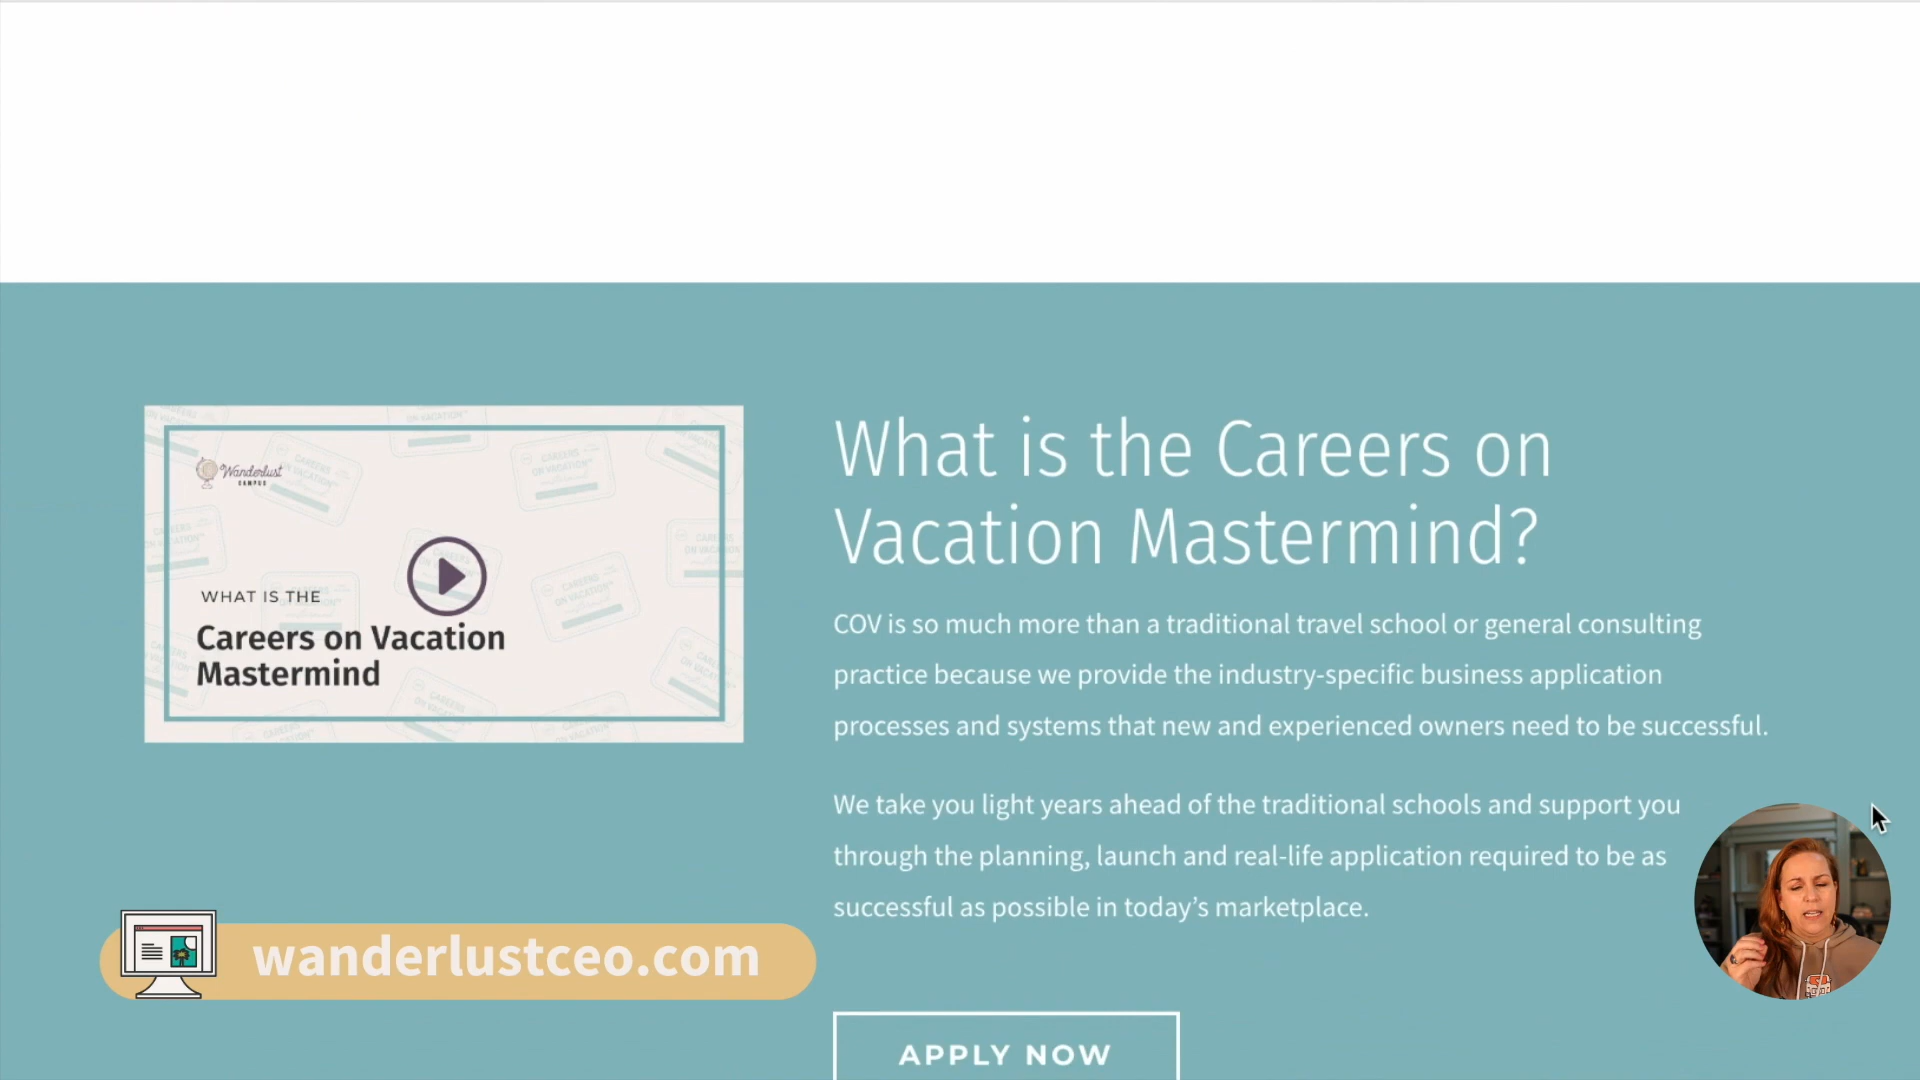 Wanderlust
CAMPUS
WHAT IS THE
Careers on Vacation
Mastermind
What is the Careers on
Vacation Mastermind?
COV is so much more than a traditional travel school or general consulting
practice because we provide the industry-specific business application
processes and systems that new and experienced owners need to be successful.
We take you light years ahead of the traditional schools and support you
through the planning, launch and real-life application required to be as
successful as possible in today’s marketplace.
APPLY NOW
wanderlustceo.com